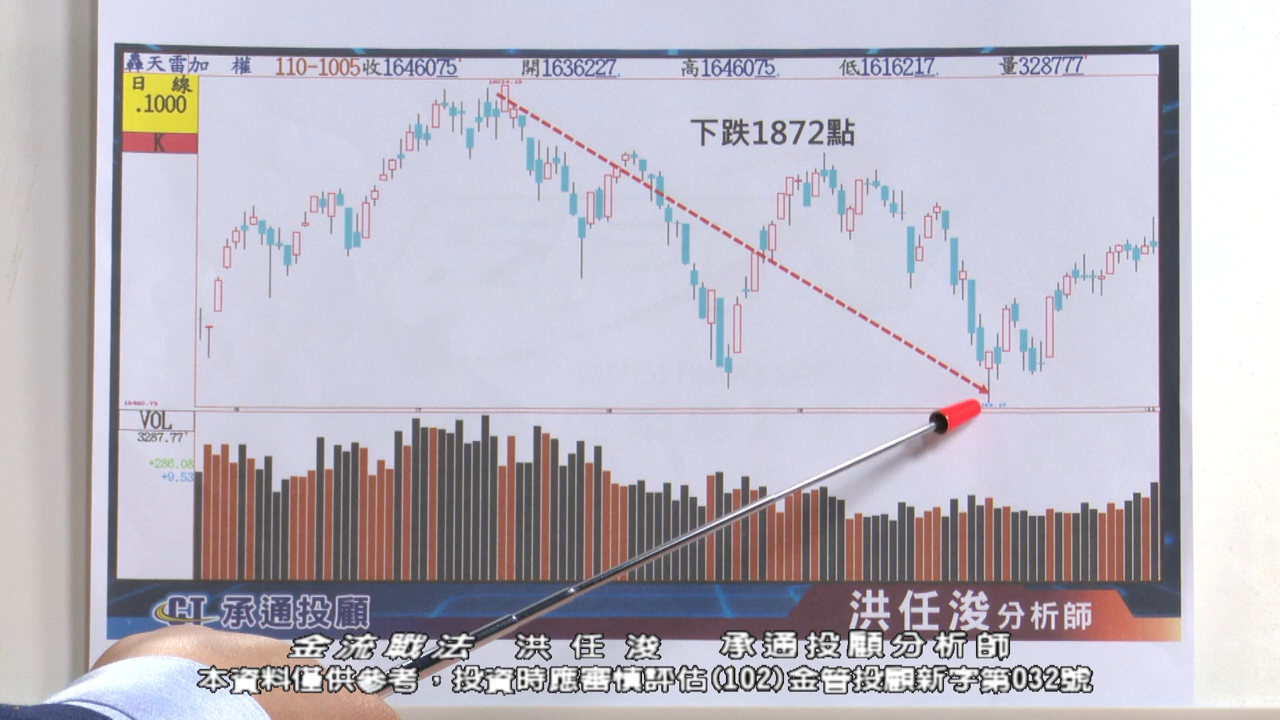 轟天雷加 權 110-1005收1646075 開1636227 高1646075 低1616217 量328777
日 線
.1000
K
下跌1872點
VOL
3287.77
+286.08
+9.53
CT 承通投顧
洪任浚分析師
金流戰法 洪任浚 承通投顧分析師
本資料僅供參考，投資時應審慎評估(102)金管投顧新字第032號